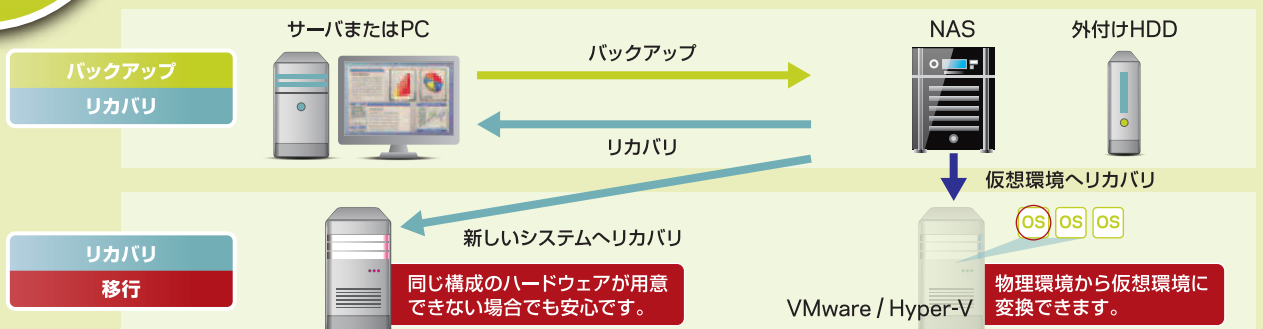 サーバまたはPC
NAS
外付けHDD
バックアップ
リカバリ
バックアップ
リカバリ
仮想環境へリカバリ
OS OS OS
新しいシステムへリカバリ
リカバリ
移行
同じ構成のハードウェアが用意
できない場合でも安心です。
VMware / Hyper-V
物理環境から仮想環境に
変換できます。